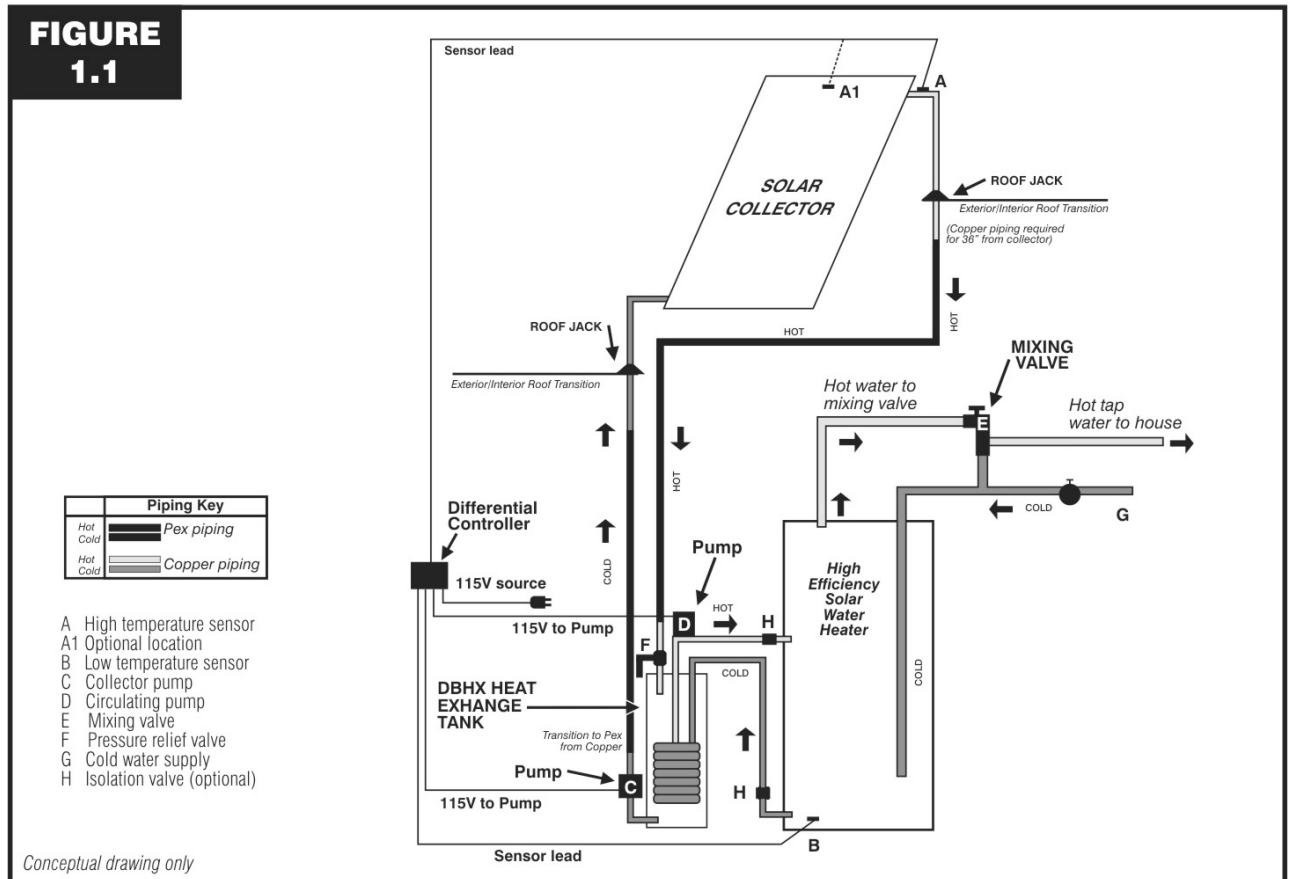 FIGURE
1.1
Sensor lead
A1
A
SOLAR
COLLECTOR
ROOF JACK
Exterior/Interior Roof Transition
(Copper piping required
for 36" from collector)
HOT
HOT
ROOF JACK
Exterior/Interior Roof Transition
MIXING
VALVE
Hot water to
mixing valve
E
Hot tap
water to house
HOT
COLD
G
Piping Key
Hot
Cold
Pex piping
Hot
Cold
Copper piping
Differential
Controller
115V source
COLD
Pump
High
Efficiency
Solar
Water
Heater
115V to Pump
D
HOT
H
F
COLD
COLD
A High temperature sensor
A1 Optional location
B Low temperature sensor
C Collector pump
D Circulating pump
E Mixing valve
F Pressure relief valve
G Cold water supply
H Isolation valve (optional)
DBHX HEAT
EXHANGE
TANK
Transition to Pex
from Copper
Pump
C
H
115V to Pump
B
Sensor lead
Conceptual drawing only